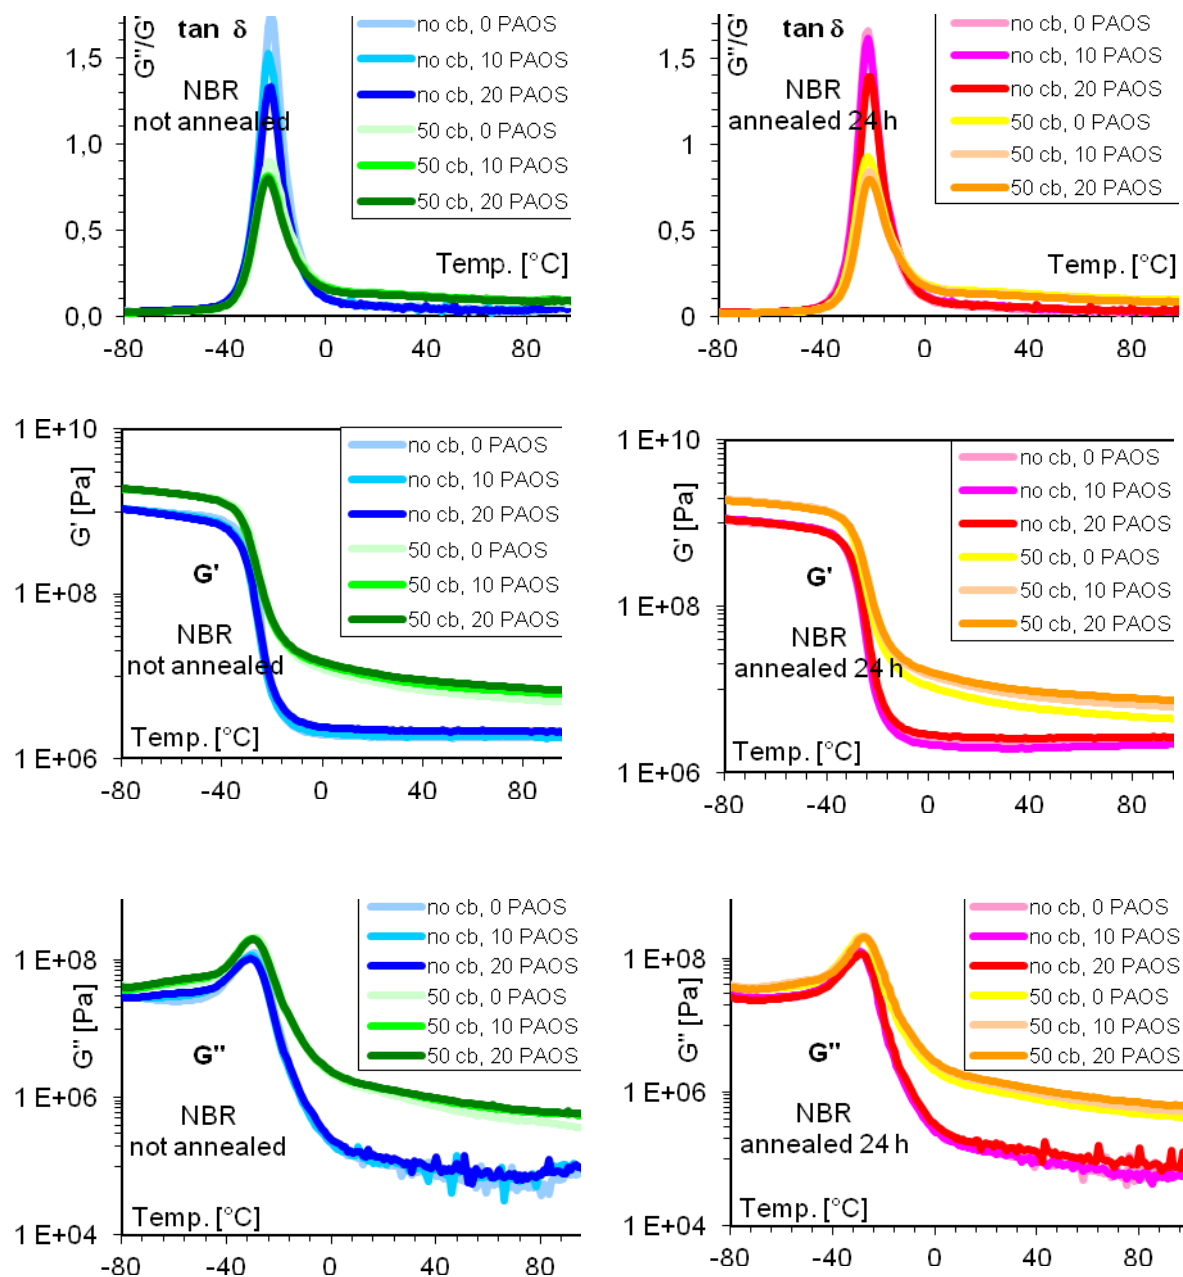 tan δ
G''/G'
NBR
not annealed
no cb, 0 PAOS
no cb, 10 PAOS
no cb, 20 PAOS
50 cb, 0 PAOS
50 cb, 10 PAOS
50 cb, 20 PAOS
1,5
1,0
0,5
0,0
Temp. [°C]
-80 -40 0 40 80
tan δ
G''/G'
NBR
annealed 24 h
no cb, 0 PAOS
no cb, 10 PAOS
no cb, 20 PAOS
50 cb, 0 PAOS
50 cb, 10 PAOS
50 cb, 20 PAOS
1,5
1
0,5
0
Temp. [°C]
-80 -40 0 40 80
1 E+10
1 E+08
1 E+06
G' [Pa]
G'
NBR
not annealed
Temp. [°C]
no cb, 0 PAOS
no cb, 10 PAOS
no cb, 20 PAOS
50 cb, 0 PAOS
50 cb, 10 PAOS
50 cb, 20 PAOS
-80 -40 0 40 80
1 E+10
1 E+08
1 E+06
G' [Pa]
G'
NBR
annealed 24 h
Temp. [°C]
no cb, 0 PAOS
no cb, 10 PAOS
no cb, 20 PAOS
50 cb, 0 PAOS
50 cb, 10 PAOS
50 cb, 20 PAOS
-80 -40 0 40 80
1 E+08
1 E+06
1 E+04
G'' [Pa]
G''
NBR
not annealed
Temp. [°C]
no cb, 0 PAOS
no cb, 10 PAOS
no cb, 20 PAOS
50 cb, 0 PAOS
50 cb, 10 PAOS
50 cb, 20 PAOS
-80 -40 0 40 80
1 E+08
1 E+06
1 E+04
G'' [Pa]
G''
NBR
annealed 24 h
Temp. [°C]
no cb, 0 PAOS
no cb, 10 PAOS
no cb, 20 PAOS
50 cb, 0 PAOS
50 cb, 10 PAOS
50 cb, 20 PAOS
-80 -40 0 40 80